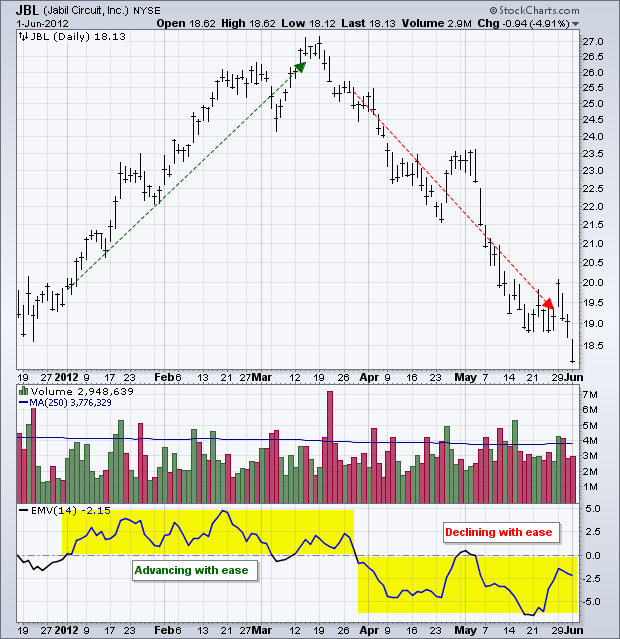 JBL (Jabil Circuit, Inc.) NYSE © StockCharts.com
1-Jun-2012 Open 18.62 High 18.62 Low 18.12 Last 18.13 Volume 2.9M Chg -0.94 (-4.91%)
JBL (Daily) 18.13
27.0
26.5
26.0
25.5
25.0
24.5
24.0
23.5
23.0
22.5
22.0
21.5
21.0
20.5
20.0
19.5
19.0
18.5
19 27 2012 9 17 23 Feb 6 13 21 27 Mar 12 19 26 Apr 9 16 23 May 7 14 21 29 Jun
Volume 2,948,639
MA(250) 3,776,329
7M
6M
5M
4M
3M
2M
1M
EMV(14) -2.15
5.0
2.5
0.0
-2.5
-5.0
Declining with ease
Advancing with ease
19 27 2012 9 17 23 Feb 6 13 21 27 Mar 12 19 26 Apr 9 16 23 May 7 14 21 29 Jun